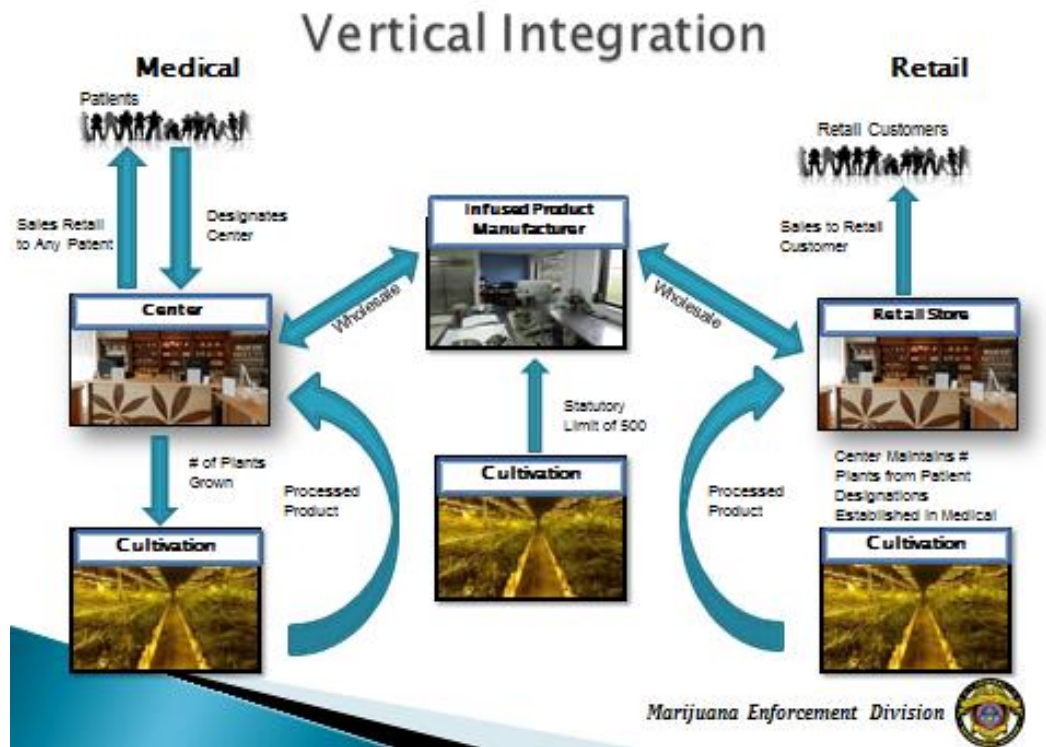 Vertical Integration
Medical
Retail
Patients
Retail Customers
Sales Retail
to Any Patent
Designates
Center
Infused Product
Manufacturer
Sales to Retail
Customer
Wholesale
Wholesale
Center
Retail Store
Statutory
Limit of 500
# of Plants
Grown
Processed
Product
Cultivation
Processed
Product
Center Maintains #
Plants from Patient
Designations
Established in Medical
Cultivation
Cultivation
Marijuana Enforcement Division